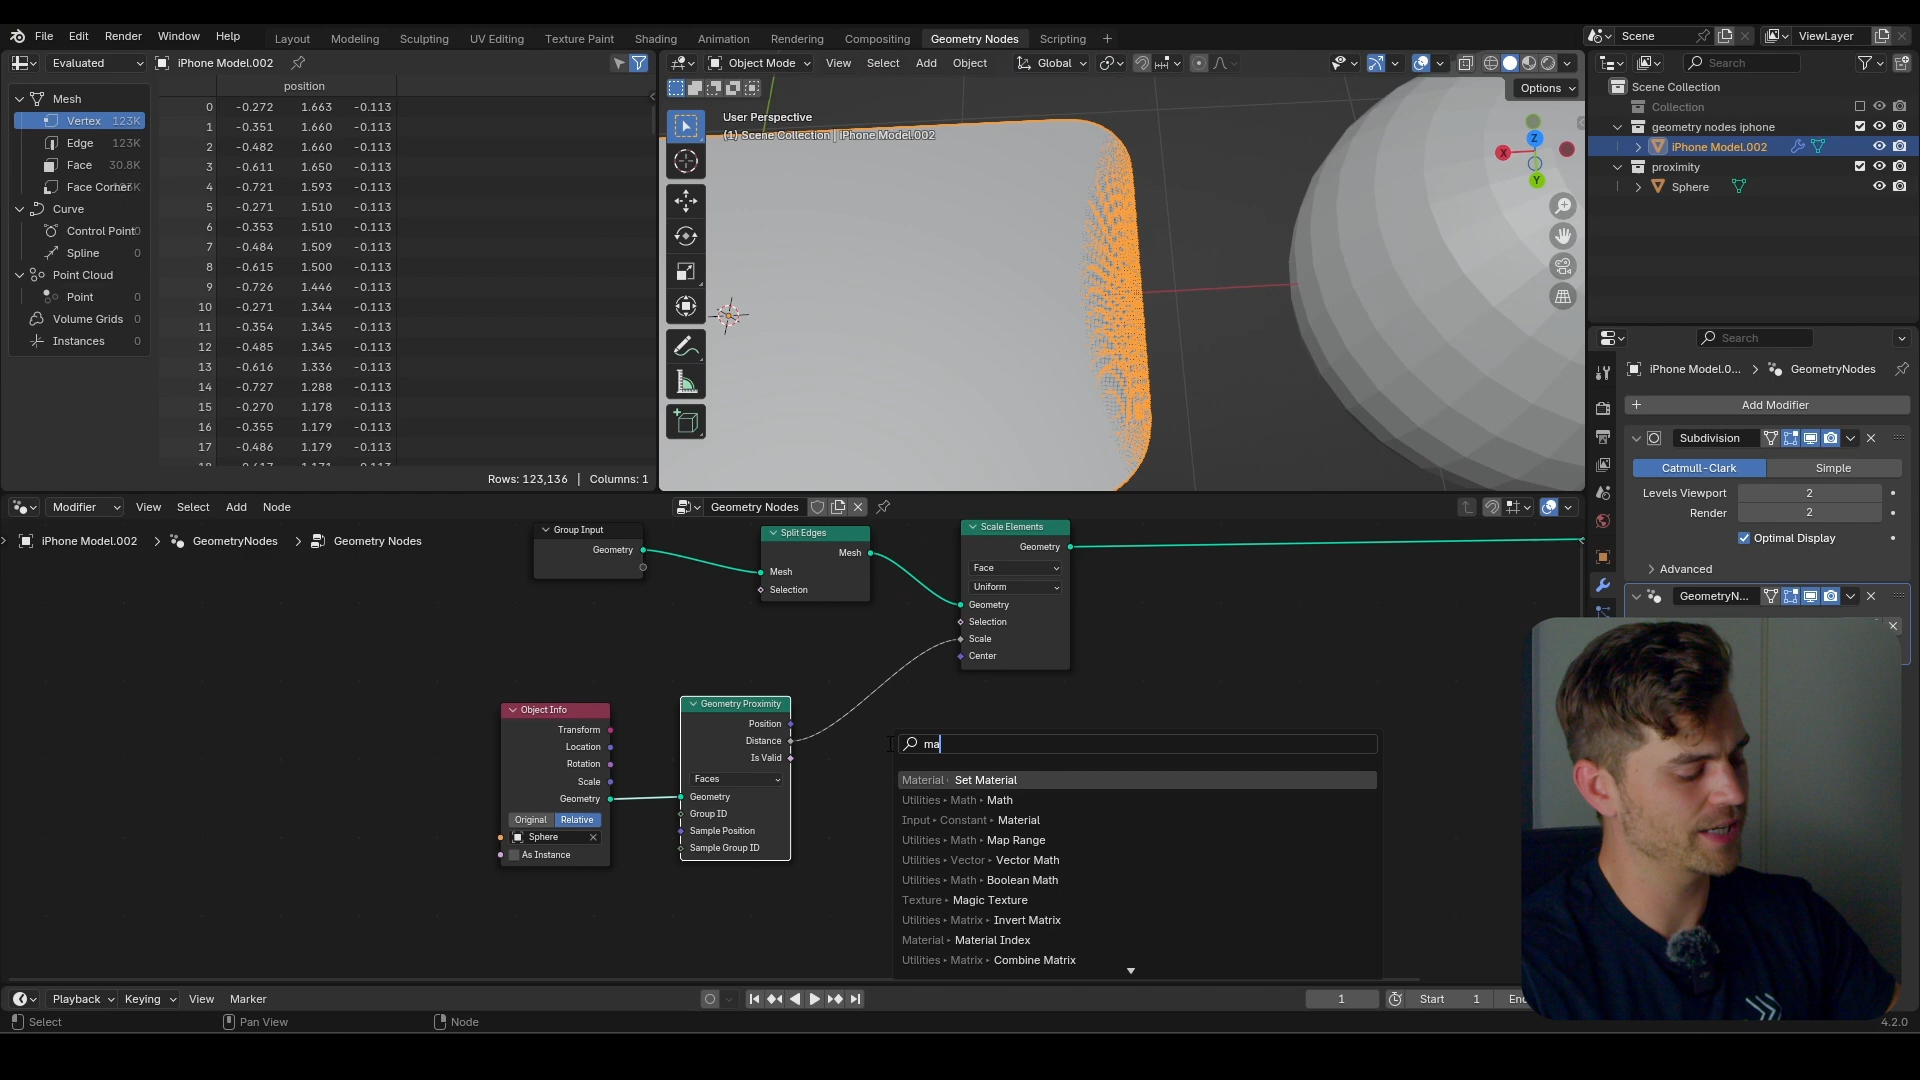 File Edit Render Window Help
Layout Modeling Sculpting UV Editing Texture Paint Shading Animation Rendering Compositing Geometry Nodes Scripting
Scene
ViewLayer
Evaluated
iPhone Model.002
Mesh
Vertex 123K
Edge 123K
Face 30.8K
Face Corner
Curve
Control Point 0
Spline 0
Point Cloud
Point 0
Volume Grids 0
Instances 0
position
0 -0.272 1.663 -0.113
1 -0.351 1.660 -0.113
2 -0.482 1.660 -0.113
3 -0.611 1.650 -0.113
4 -0.721 1.593 -0.113
5 -0.271 1.510 -0.113
6 -0.353 1.510 -0.113
7 -0.484 1.509 -0.113
8 -0.615 1.500 -0.113
9 -0.726 1.446 -0.113
10 -0.271 1.344 -0.113
11 -0.354 1.345 -0.113
12 -0.485 1.345 -0.113
13 -0.616 1.336 -0.113
14 -0.727 1.288 -0.113
15 -0.270 1.178 -0.113
16 -0.355 1.179 -0.113
17 -0.486 1.179 -0.113
Rows: 123,136 | Columns: 1
Object Mode View Select Add Object Global
Options
User Perspective
(1) Scene Collection | iPhone Model.002
Z
X
Y
Search
Scene Collection
Collection
geometry nodes iphone
iPhone Model.002
proximity
Sphere
Search
iPhone Model.0... > GeometryNodes
+ Add Modifier
Subdivision
Catmull-Clark Simple
Levels Viewport 2
Render 2
Optimal Display
Advanced
GeometryN...
Modifier View Select Add Node
Geometry Nodes
iPhone Model.002 > GeometryNodes > Geometry Nodes
Group Input
Geometry
Split Edges
Mesh
Mesh
Selection
Scale Elements
Geometry
Face
Uniform
Geometry
Selection
Scale
Center
Object Info
Transform
Location
Rotation
Scale
Geometry
Original Relative
Sphere
As Instance
Geometry Proximity
Position
Distance
Is Valid
Faces
Geometry
Group ID
Sample Position
Sample Group ID
ma
Material ▸ Set Material
Utilities ▸ Math ▸ Math
Input ▸ Constant ▸ Material
Utilities ▸ Math ▸ Map Range
Utilities ▸ Vector ▸ Vector Math
Utilities ▸ Math ▸ Boolean Math
Texture ▸ Magic Texture
Utilities ▸ Matrix ▸ Invert Matrix
Material ▸ Material Index
Utilities ▸ Matrix ▸ Combine Matrix
Playback Keying View Marker
1
Start 1
Select
Pan View
Node
4.2.0